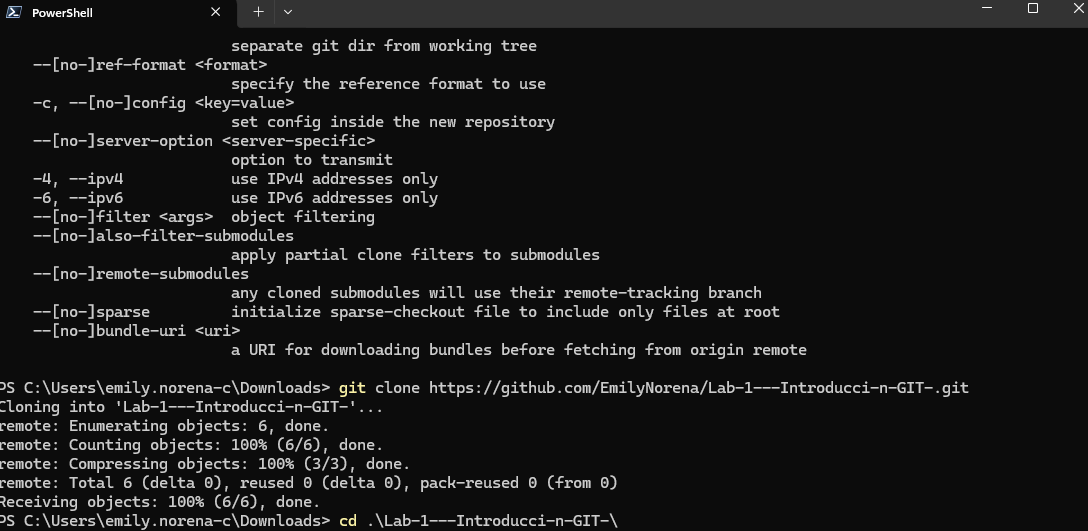 PowerShell
separate git dir from working tree
--[no-]ref-format <format>
specify the reference format to use
-c, --[no-]config <key=value>
set config inside the new repository
--[no-]server-option <server-specific>
option to transmit
-4, --ipv4 use IPv4 addresses only
-6, --ipv6 use IPv6 addresses only
--[no-]filter <args> object filtering
--[no-]also-filter-submodules
apply partial clone filters to submodules
--[no-]remote-submodules
any cloned submodules will use their remote-tracking branch
--[no-]sparse initialize sparse-checkout file to include only files at root
--[no-]bundle-uri <uri>
a URI for downloading bundles before fetching from origin remote
PS C:\Users\emily.norena-c\Downloads> git clone https://github.com/EmilyNorena/Lab-1---Introducci-n-GIT-.git
Cloning into 'Lab-1---Introducci-n-GIT-'...
remote: Enumerating objects: 6, done.
remote: Counting objects: 100% (6/6), done.
remote: Compressing objects: 100% (3/3), done.
remote: Total 6 (delta 0), reused 0 (delta 0), pack-reused 0 (from 0)
Receiving objects: 100% (6/6), done.
PS C:\Users\emily.norena-c\Downloads> cd .\Lab-1---Introducci-n-GIT-\